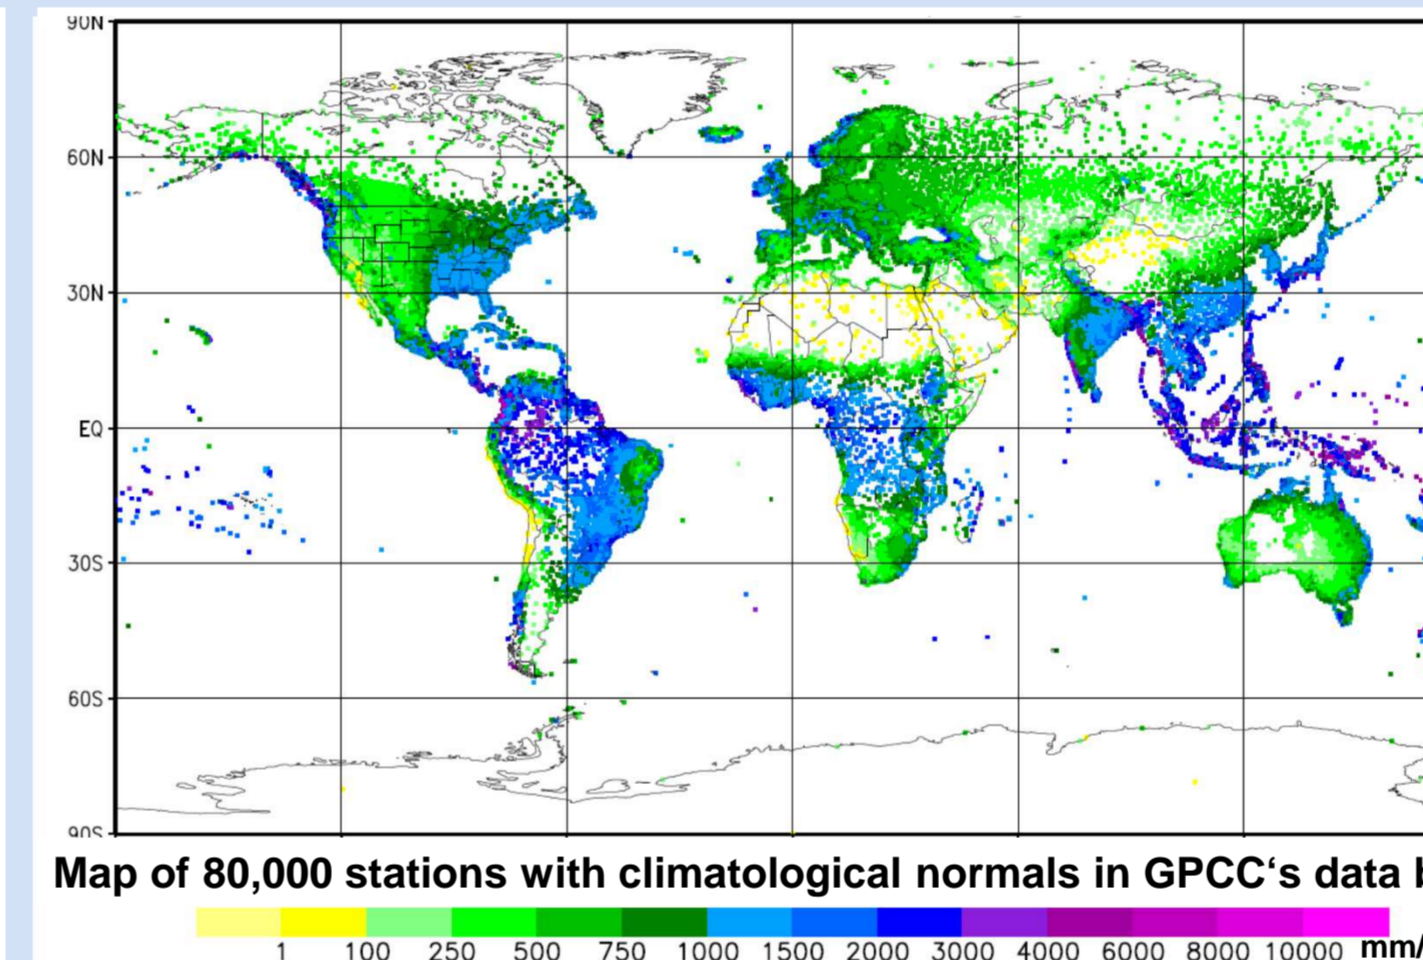 90N
60N
30N
EQ
30S
60S
90S
Map of 80,000 stations with climatological normals in GPCC‘s data b
1 100 250 500 750 1000 1500 2000 3000 4000 6000 8000 10000 mm/